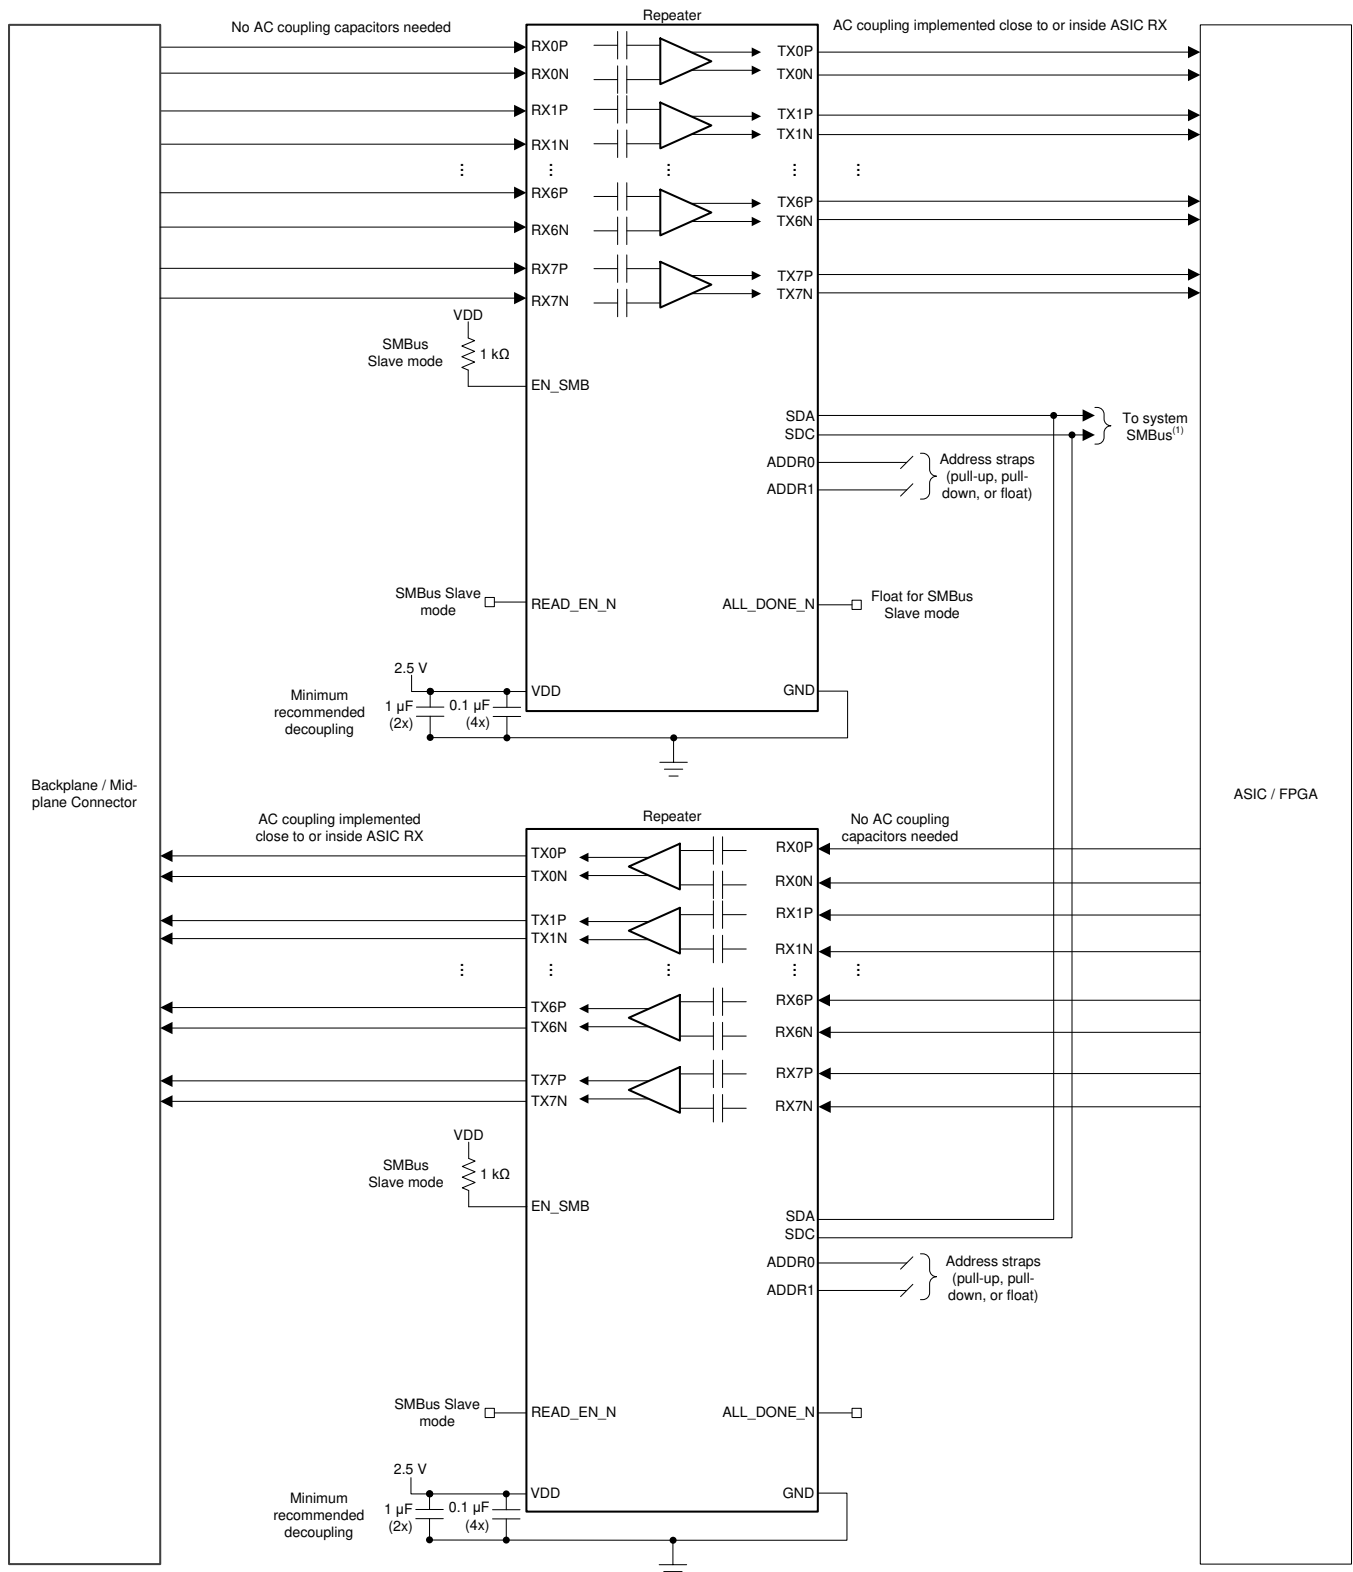 Repeater
No AC coupling capacitors needed
AC coupling implemented close to or inside ASIC RX
RX0P
TX0P
RX0N
TX0N
RX1P
TX1P
RX1N
TX1N
RX6P
TX6P
RX6N
TX6N
RX7P
TX7P
RX7N
TX7N
VDD
SMBus
Slave mode
1 kΩ
EN_SMB
SDA
SDC
To system
SMBus(1)
ADDR0
ADDR1
Address straps
(pull-up, pull-
down, or float)
SMBus Slave
mode
READ_EN_N
ALL_DONE_N
Float for SMBus
Slave mode
2.5 V
VDD
GND
Minimum
recommended
decoupling
1 µF
(2x)
0.1 µF
(4x)
Backplane / Mid-
plane Connector
ASIC / FPGA
Repeater
AC coupling implemented
close to or inside ASIC RX
No AC coupling
capacitors needed
TX0P
RX0P
TX0N
RX0N
TX1P
RX1P
TX1N
RX1N
TX6P
RX6P
TX6N
RX6N
TX7P
RX7P
TX7N
RX7N
VDD
SMBus
Slave mode
1 kΩ
EN_SMB
SDA
SDC
ADDR0
ADDR1
Address straps
(pull-up, pull-
down, or float)
SMBus Slave
mode
READ_EN_N
ALL_DONE_N
2.5 V
VDD
GND
Minimum
recommended
decoupling
1 µF
(2x)
0.1 µF
(4x)